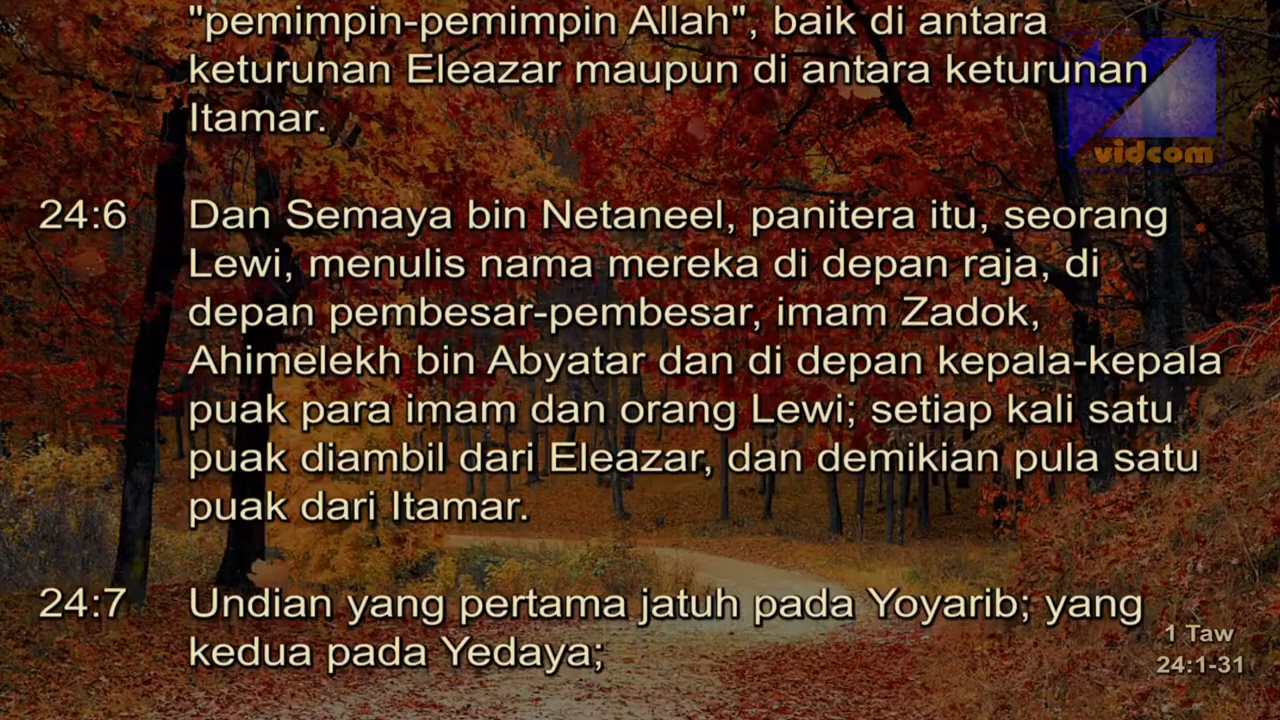 "pemimpin-pemimpin Allah", baik di antara
keturunan Eleazar maupun di antara keturunan
Itamar.
vidcom
24:6 Dan Semaya bin Netaneel, panitera itu, seorang
Lewi, menulis nama mereka di depan raja, di
depan pembesar-pembesar, imam Zadok,
Ahimelekh bin Abyatar dan di depan kepala-kepala
puak para imam dan orang Lewi; setiap kali satu
puak diambil dari Eleazar, dan demikian pula satu
puak dari Itamar.
24:7 Undian yang pertama jatuh pada Yoyarib; yang
kedua pada Yedaya;
1 Taw
24:1-31